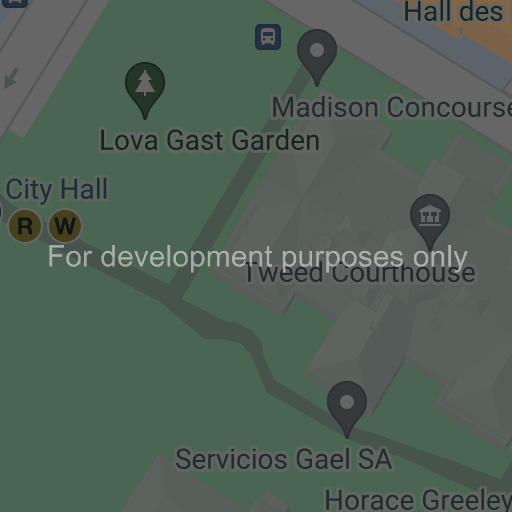 Hall des
Madison Concourse
Lova Gast Garden
City Hall
R W
For development purposes only
Tweed Courthouse
Servicios Gael SA
Horace Greeley